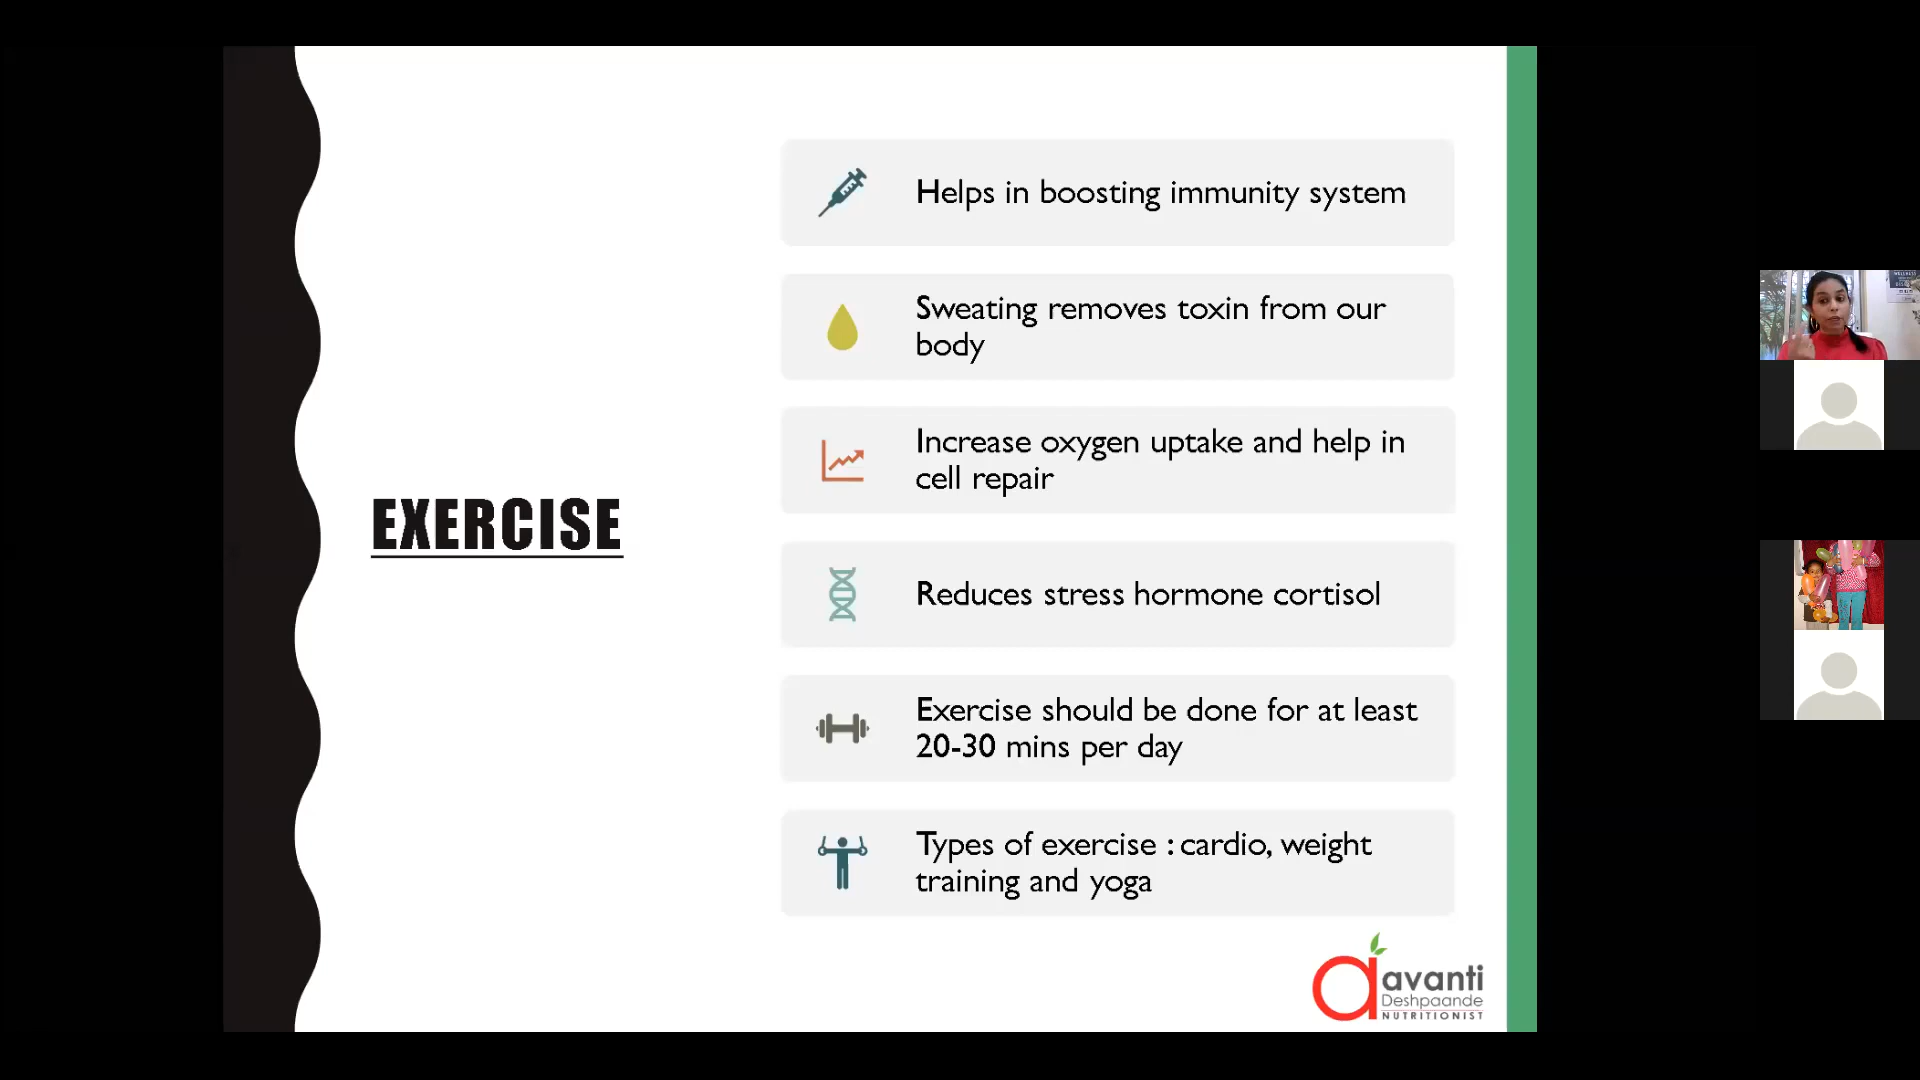 EXERCISE
Helps in boosting immunity system
Sweating removes toxin from our
body
Increase oxygen uptake and help in
cell repair
Reduces stress hormone cortisol
Exercise should be done for at least
20-30 mins per day
Types of exercise : cardio, weight
training and yoga
avanti
Deshpaande
NUTRITIONIST
WELLNESS